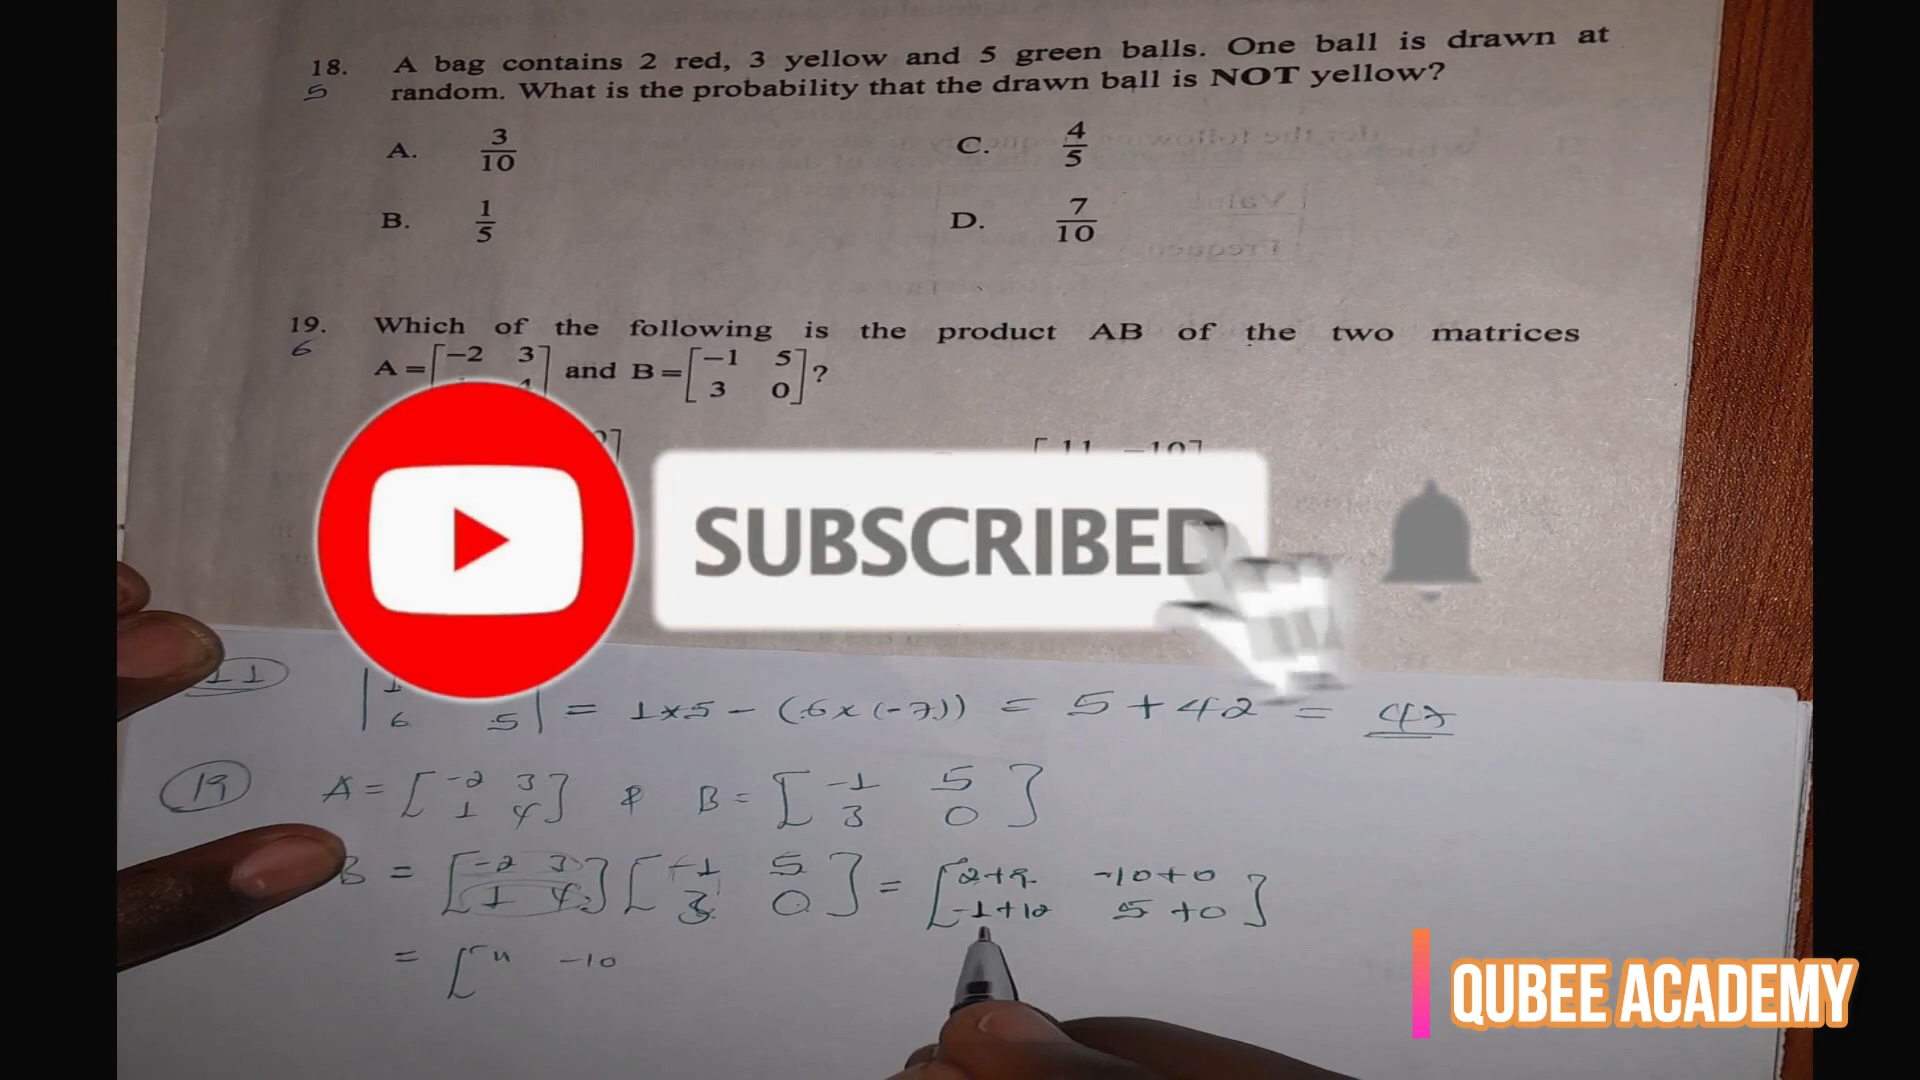 18. A bag contains 2 red, 3 yellow and 5 green balls. One ball is drawn at
5 random. What is the probability that the drawn ball is NOT yellow?
A. 3/10 C. 4/5
B. 1/5 D. 7/10
19. Which of the following is the product AB of the two matrices
6 A = [−2 3] and B = [−1 5; 3 0]?
[11 −10]
SUBSCRIBED
11
6 5 = 1×5 − (6×(−7)) = 5 + 42 = 47
19 A = [-2 3; 1 4] & B = [-1 5; 3 0]
B = [-2 3; 1 4] [-1 5; 3 0] = [2+9 -10+0; -1+12 5+0]
= [11 -10
QUBEE ACADEMY